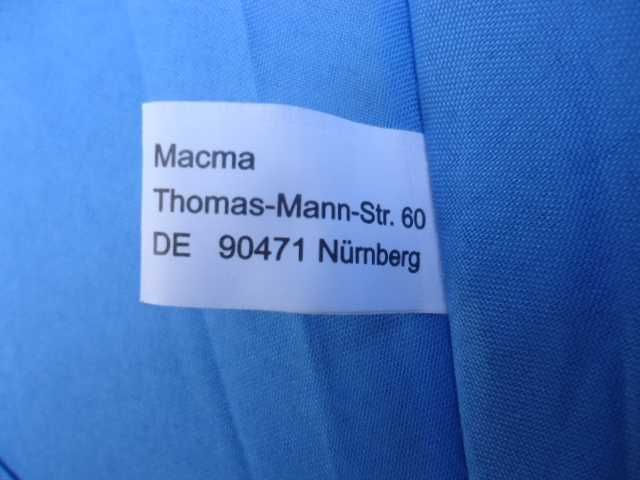 Macma
Thomas-Mann-Str. 60
DE 90471 Nürnberg